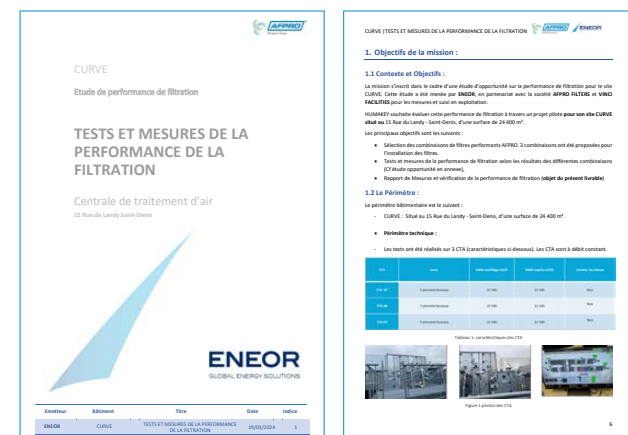 AFPRO
CURVE
Etude de performance de filtration
TESTS ET MESURES DE LA
PERFORMANCE DE LA
FILTRATION
Centrale de traitement d'air
15 Rue du Landy Saint-Denis
ENEOR
GLOBAL ENERGY SOLUTIONS
Emetteur Bâtiment Titre Date Indice
ENEOR CURVE TESTS ET MESURES DE LA PERFORMANCE DE LA FILTRATION 18/03/2024 1
CURVE |TESTS ET MESURES DE LA PERFORMANCE DE LA FILTRATION AFPRO ENEOR
1. Objectifs de la mission :
1.1 Contexte et Objectifs :
La mission s'inscrit dans le cadre d'une étude d'opportunité sur la performance de filtration pour le site
CURVE. Cette étude a été menée par ENEOR, en partenariat avec la société AFPRO FILTERS et VINCI
FACILITIES pour les mesures et suivi en exploitation.
HUMAKEY souhaite évaluer cette performance de filtration à travers un projet pilote pour son site CURVE
situé au 15 Rue du Landy - Saint-Denis, d'une surface de 24 400 m².
Les principaux objectifs sont les suivants :
• Sélection des combinaisons de filtres performants AFPRO. 3 combinaisons ont été proposées pour
l'installation des filtres.
• Tests et mesures de la performance de filtration selon les résultats des différentes combinaisons
(Cf étude opportunité en annexe),
• Rapport de Mesures et vérification de la performance de filtration (objet du présent livrable)
1.2 Le Périmètre :
Le périmètre bâtimentaire est le suivant :
- CURVE : Situé au 15 Rue du Landy - Saint-Denis, d'une surface de 24 400 m².
• Périmètre technique :
- Les tests ont été réalisés sur 3 CTA (caractéristiques ci-dessous). Les CTA sont à débit constant.
Tableau 1: caractéristiques des CTA
Figure 1:photos des CTA
6